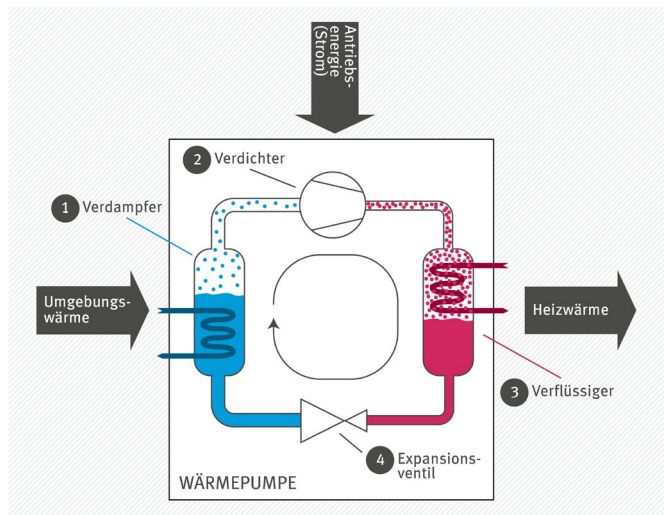 Antriebs-
energie
(Strom)
2 Verdichter
1 Verdampfer
Umgebungs-
wärme
Heizwärme
3 Verflüssiger
4 Expansions-
ventil
WÄRMEPUMPE